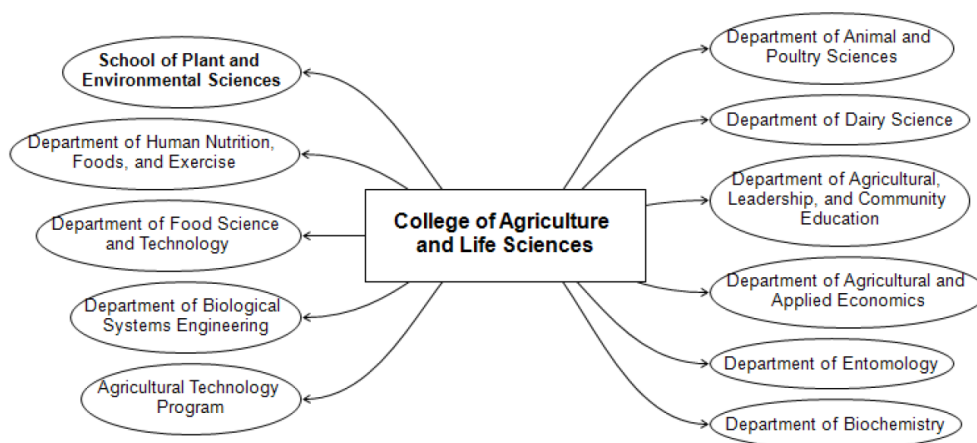 School of Plant and
Environmental Sciences
Department of Human Nutrition,
Foods, and Exercise
Department of Food Science
and Technology
Department of Biological
Systems Engineering
Agricultural Technology
Program
College of Agriculture
and Life Sciences
Department of Animal and
Poultry Sciences
Department of Dairy Science
Department of Agricultural,
Leadership, and Community
Education
Department of Agricultural and
Applied Economics
Department of Entomology
Department of Biochemistry